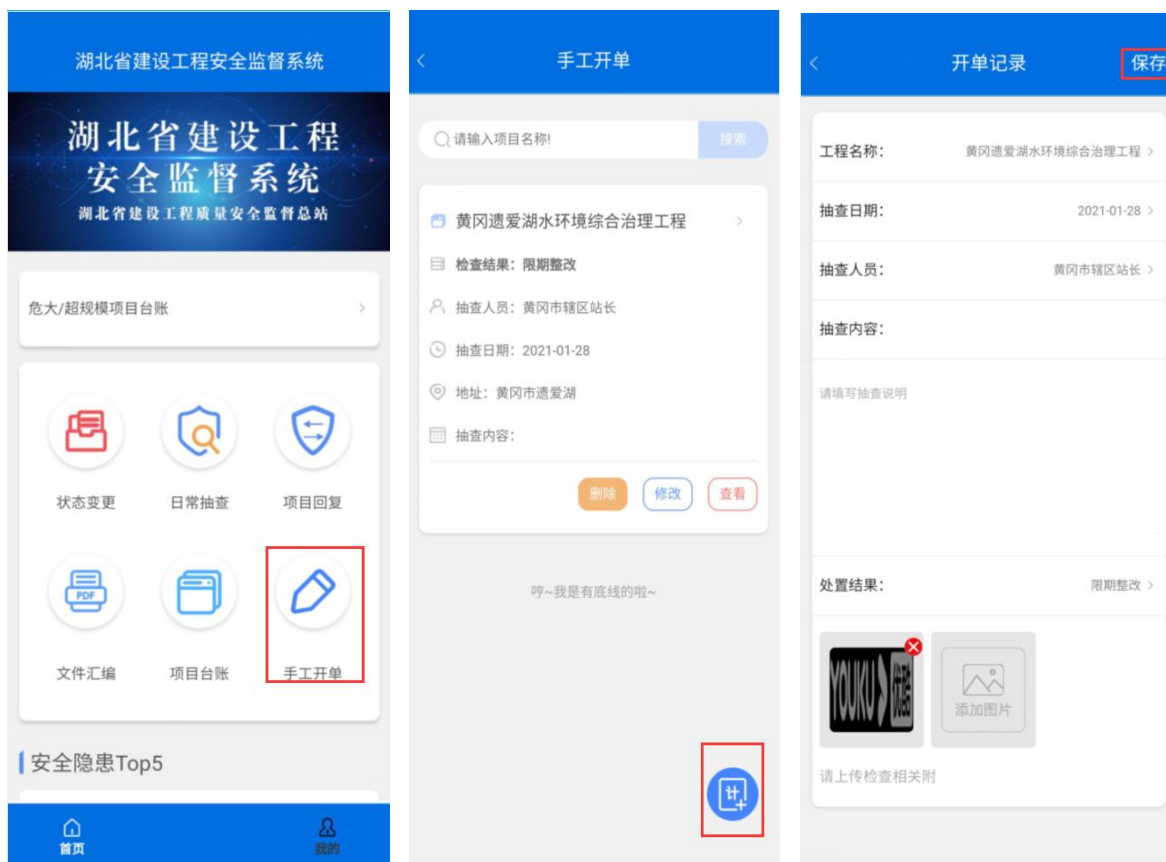 湖北省建设工程安全监督系统
湖北省建设工程
安全监督系统
湖北省建设工程质量安全监督总站
危大/超规模项目台账
状态变更
日常抽查
项目回复
PDF
文件汇编
项目台账
手工开单
安全隐患Top5
首页
我的
手工开单
请输入项目名称!
搜索
黄冈遗爱湖水环境综合治理工程
检查结果：限期整改
抽查人员：黄冈市辖区站长
抽查日期：2021-01-28
地址：黄冈市遗爱湖
抽查内容：
删除
修改
查看
哼~我是有底线的啦~
开单记录
保存
工程名称：
黄冈遗爱湖水环境综合治理工程
抽查日期：
2021-01-28
抽查人员：
黄冈市辖区站长
抽查内容：
请填写抽查说明
处置结果：
限期整改
YOUKU 优酷
添加图片
请上传检查相关附